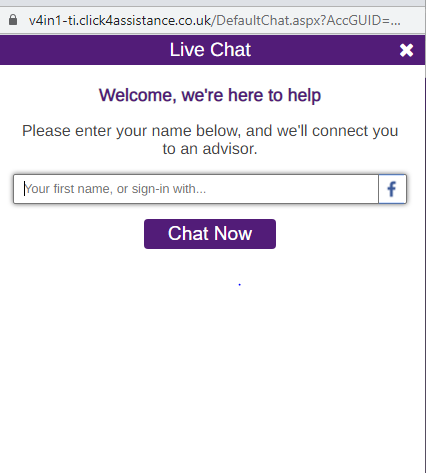 v4in1-ti.click4assistance.co.uk/DefaultChat.aspx?AccGUID=...
Live Chat
Welcome, we're here to help
Please enter your name below, and we'll connect you
to an advisor.
Your first name, or sign-in with...
Chat Now